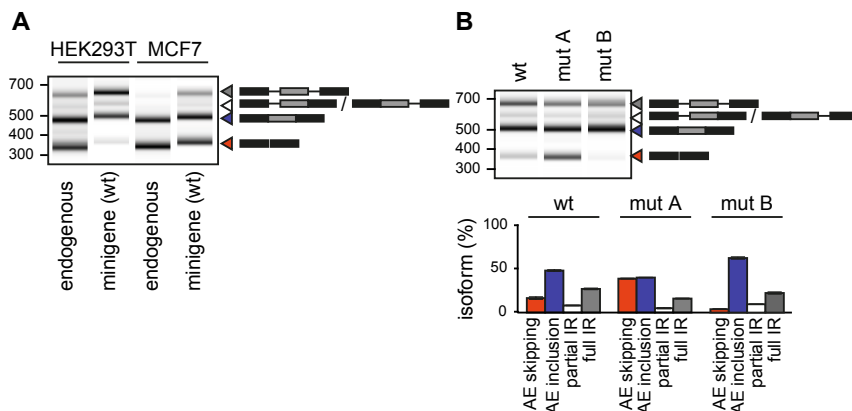 A
HEK293T MCF7
700
500
400
300
/
endogenous
minigene (wt)
endogenous
minigene (wt)
B
wt
mut A
mut B
700
500
400
300
/
wt mut A mut B
isoform (%)
100
50
0
AE skipping
AE inclusion
partial IR
full IR
AE skipping
AE inclusion
partial IR
full IR
AE skipping
AE inclusion
partial IR
full IR